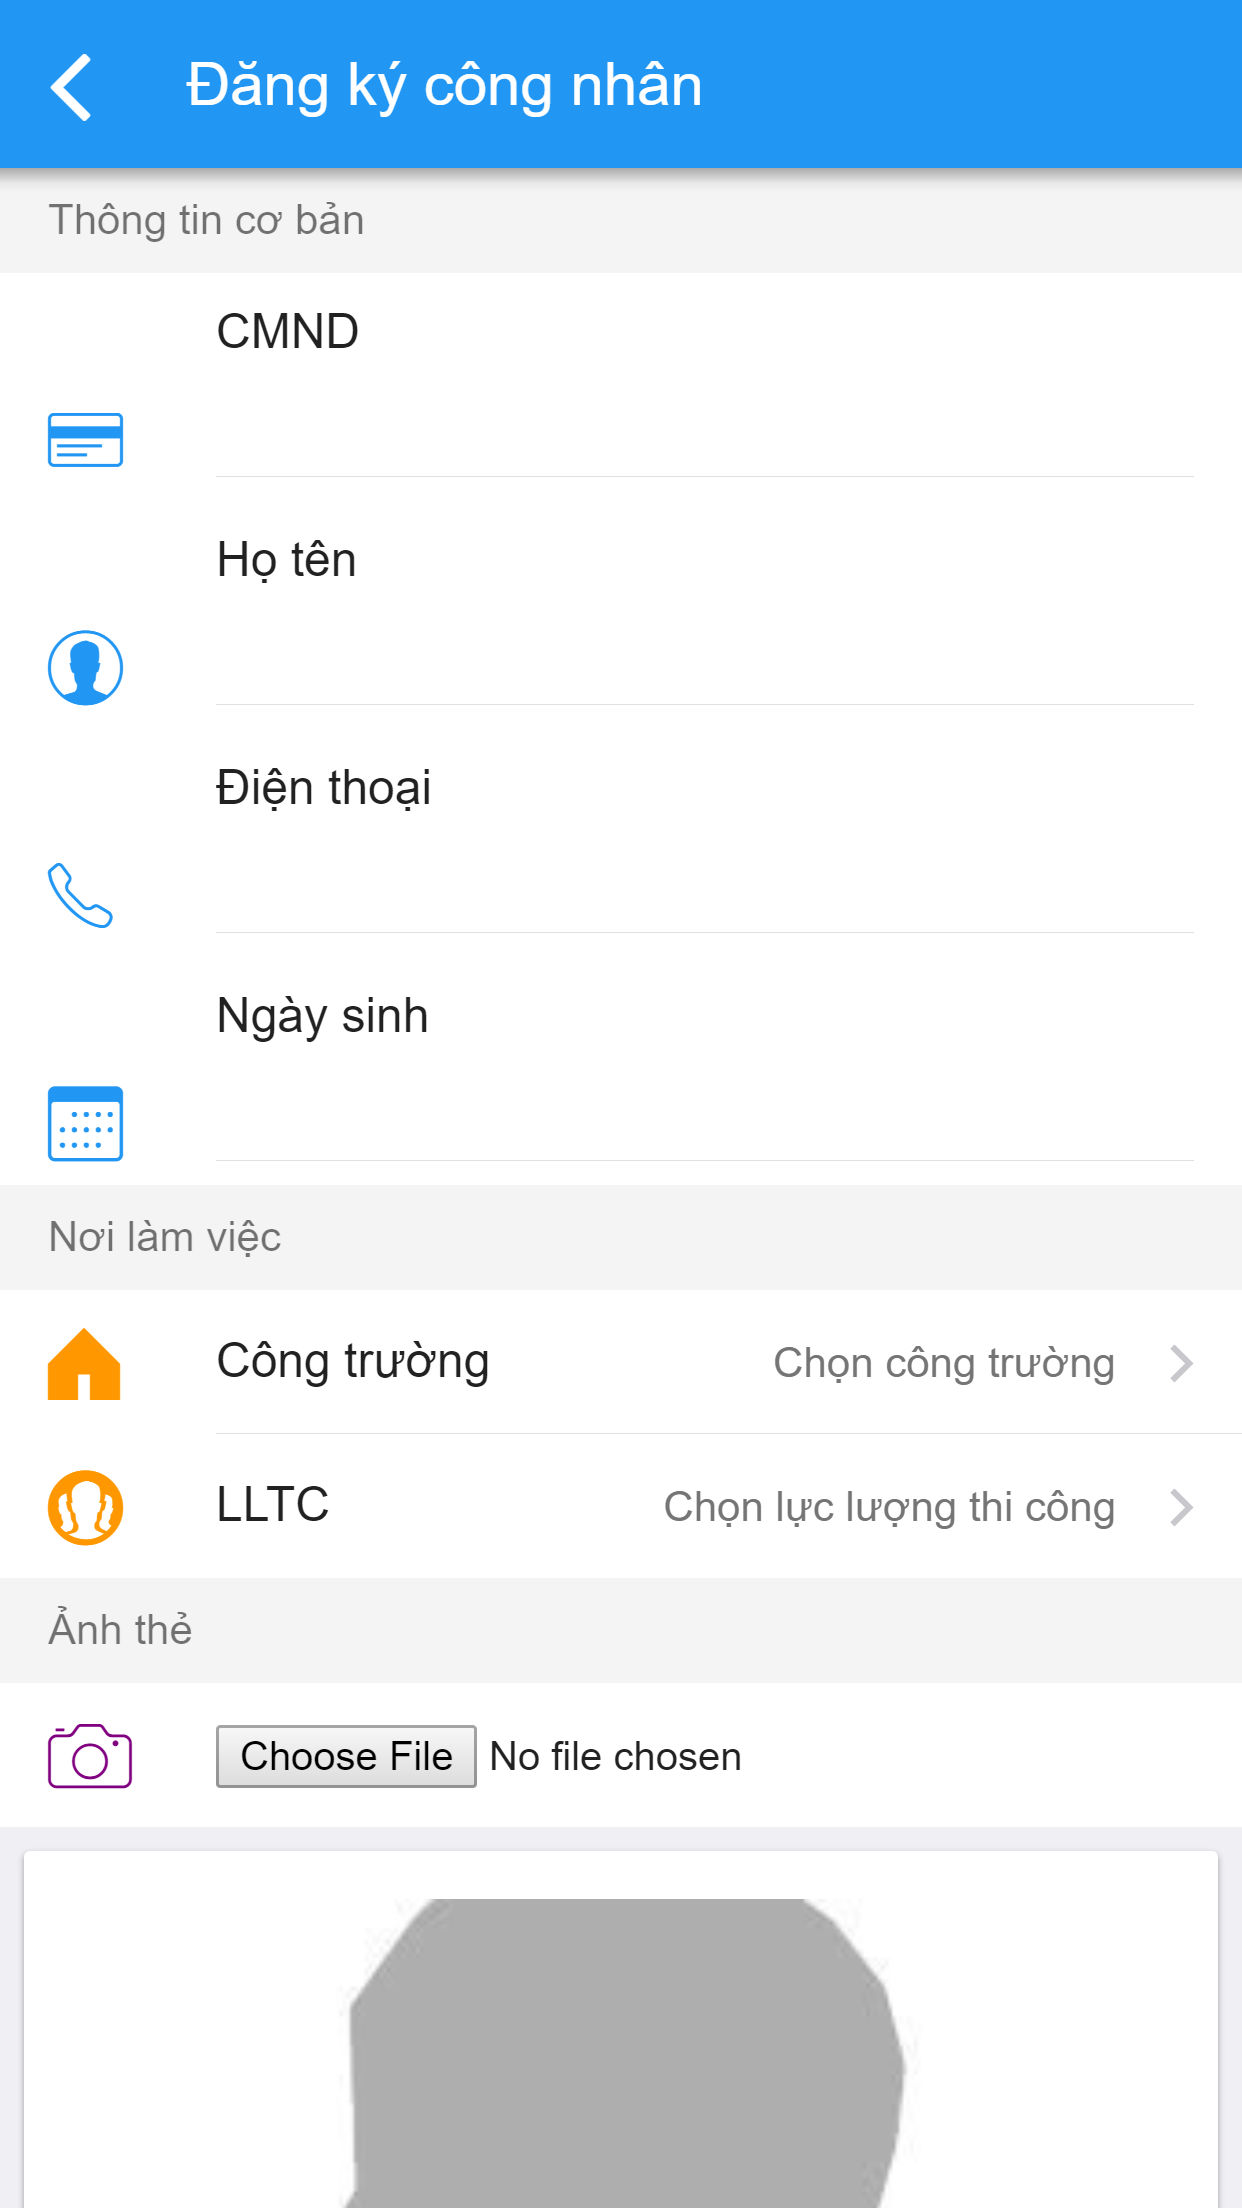 Đăng ký công nhân
Thông tin cơ bản
CMND
Họ tên
Điện thoại
Ngày sinh
Nơi làm việc
Công trường Chọn công trường
LLTC Chọn lực lượng thi công
Ảnh thẻ
Choose File No file chosen